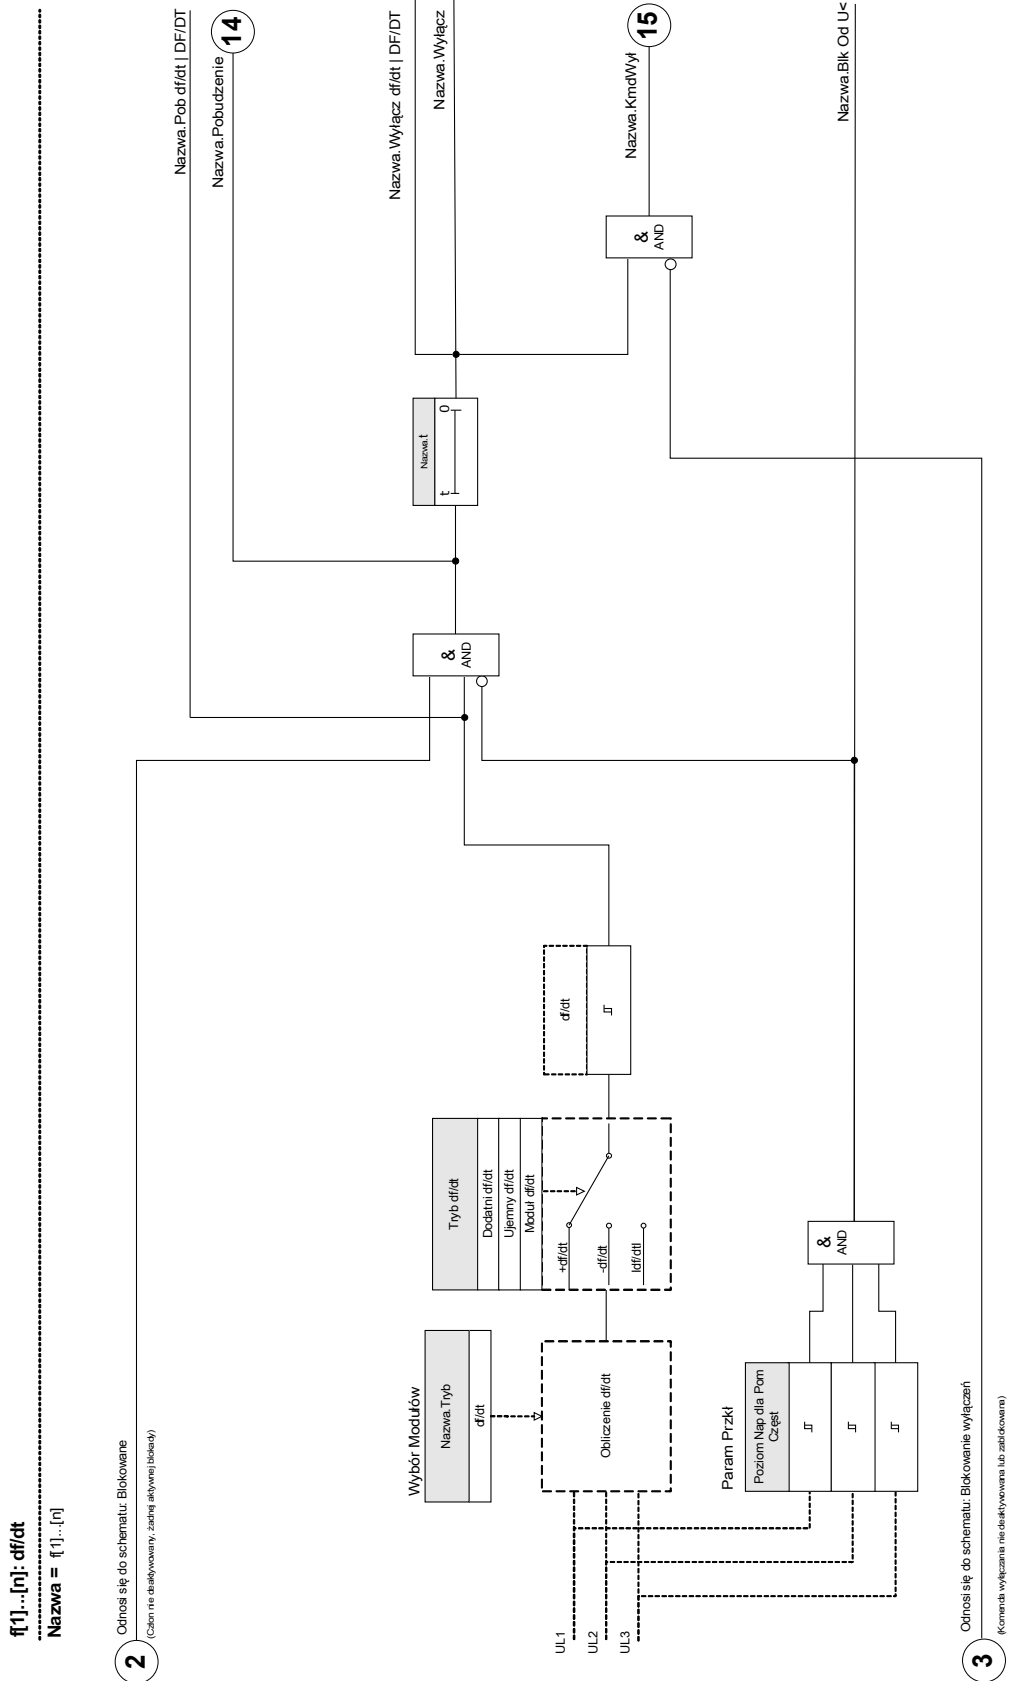 f[1]...[n]: df/dt
Nazwa = f[1]...[n]
2
Odnosi się do schematu: Blokowane
(Człon nie deaktywowany, żadnej aktywnej blokady)
Wybór Modułów
Nazwa.Tryb
df/dt
UL1
UL2
UL3
Obliczenie df/dt
Tryb df/dt
Dodatni df/dt
Ujemny df/dt
Moduł df/dt
+df/dt
-df/dt
Idf/dtI
df/dt
Param Przkł
Poziom Nap dla Pom
Częst
&
AND
&
AND
Nazwa.t
t
0
&
AND
Nazwa.Pob df/dt | DF/DT
Nazwa.Pobudzenie
14
Nazwa.Wyłącz df/dt | DF/DT
Nazwa.Wyłącz
Nazwa.KmdWył
15
Nazwa.Blk Od U<
3
Odnosi się do schematu: Blokowanie wyłączeń
(Komenda wyłączania nie deaktywowana lub zablokowana)